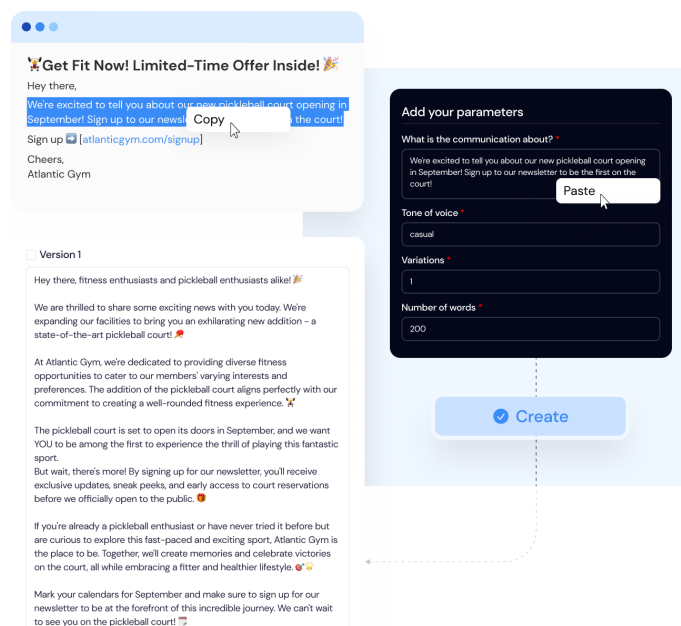 🏋️Get Fit Now! Limited-Time Offer Inside! 🎉
Hey there,
We're excited to tell you about our new pickleball court opening in
September! Sign up to our newsl
Copy
n the court!
Sign up ➡️ [atlanticgym.com/signup]
Cheers,
Atlantic Gym
Add your parameters
What is the communication about? *
We're excited to tell you about our new pickleball court opening
in September! Sign up to our newsletter to be the first on the
court!
Paste
Tone of voice *
casual
Variations *
1
Number of words *
200
Create
Version 1
Hey there, fitness enthusiasts and pickleball enthusiasts alike! 🎉
We are thrilled to share some exciting news with you today. We're
expanding our facilities to bring you an exhilarating new addition - a
state-of-the-art pickleball court! 🏓
At Atlantic Gym, we're dedicated to providing diverse fitness
opportunities to cater to our members' varying interests and
preferences. The addition of the pickleball court aligns perfectly with our
commitment to creating a well-rounded fitness experience. 🏋️
The pickleball court is set to open its doors in September, and we want
YOU to be among the first to experience the thrill of playing this fantastic
sport.
But wait, there's more! By signing up for our newsletter, you'll receive
exclusive updates, sneak peeks, and early access to court reservations
before we officially open to the public. 🎁
If you're already a pickleball enthusiast or have never tried it before but
are curious to explore this fast-paced and exciting sport, Atlantic Gym is
the place to be. Together, we'll create memories and celebrate victories
on the court, all while embracing a fitter and healthier lifestyle. 🎯🌟
Mark your calendars for September and make sure to sign up for our
newsletter to be at the forefront of this incredible journey. We can't wait
to see you on the pickleball court! 🗓️